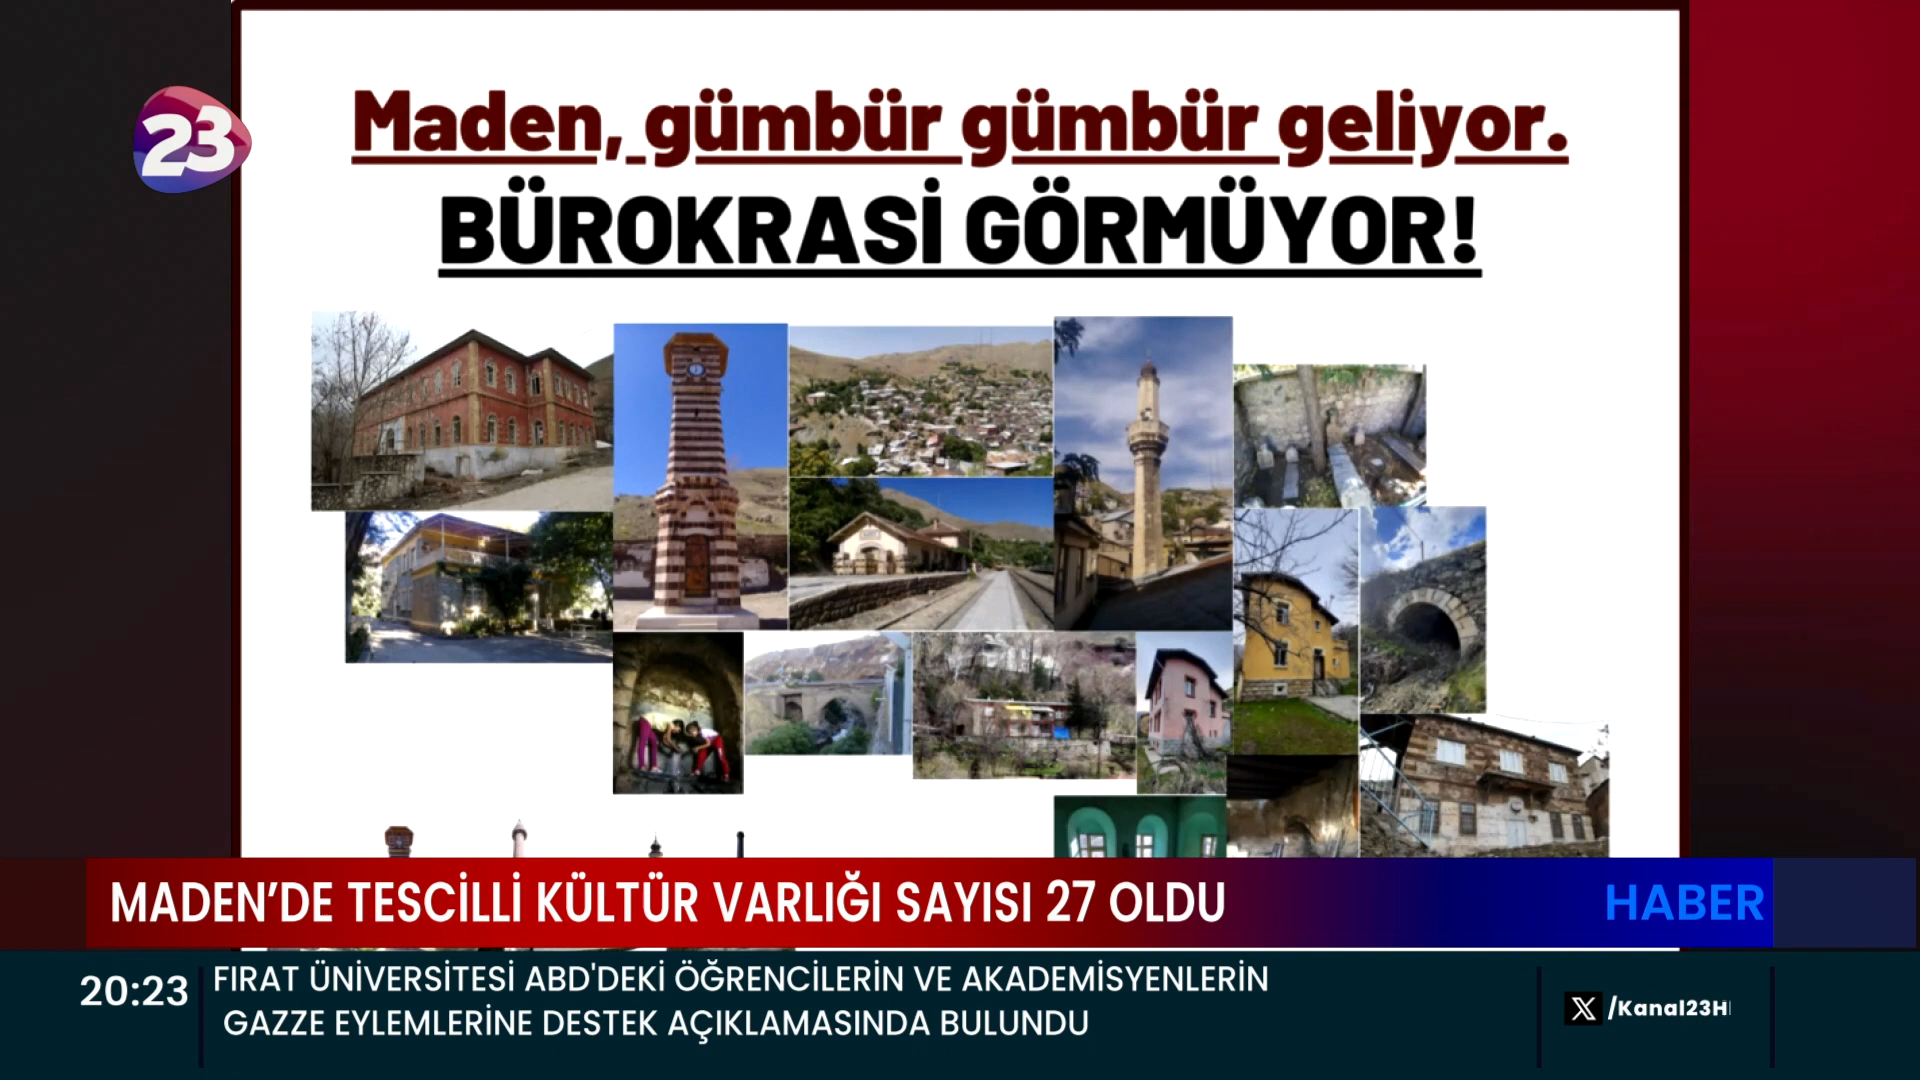 Maden, gümbür gümbür geliyor.
BÜROKRASİ GÖRMÜYOR!
23
MADEN’DE TESCİLLİ KÜLTÜR VARLIĞI SAYISI 27 OLDU
HABER
20:23
FIRAT ÜNİVERSİTESİ ABD'DEKİ ÖĞRENCİLERİN VE AKADEMİSYENLERİN
GAZZE EYLEMLERİNE DESTEK AÇIKLAMASINDA BULUNDU
X /Kanal23H